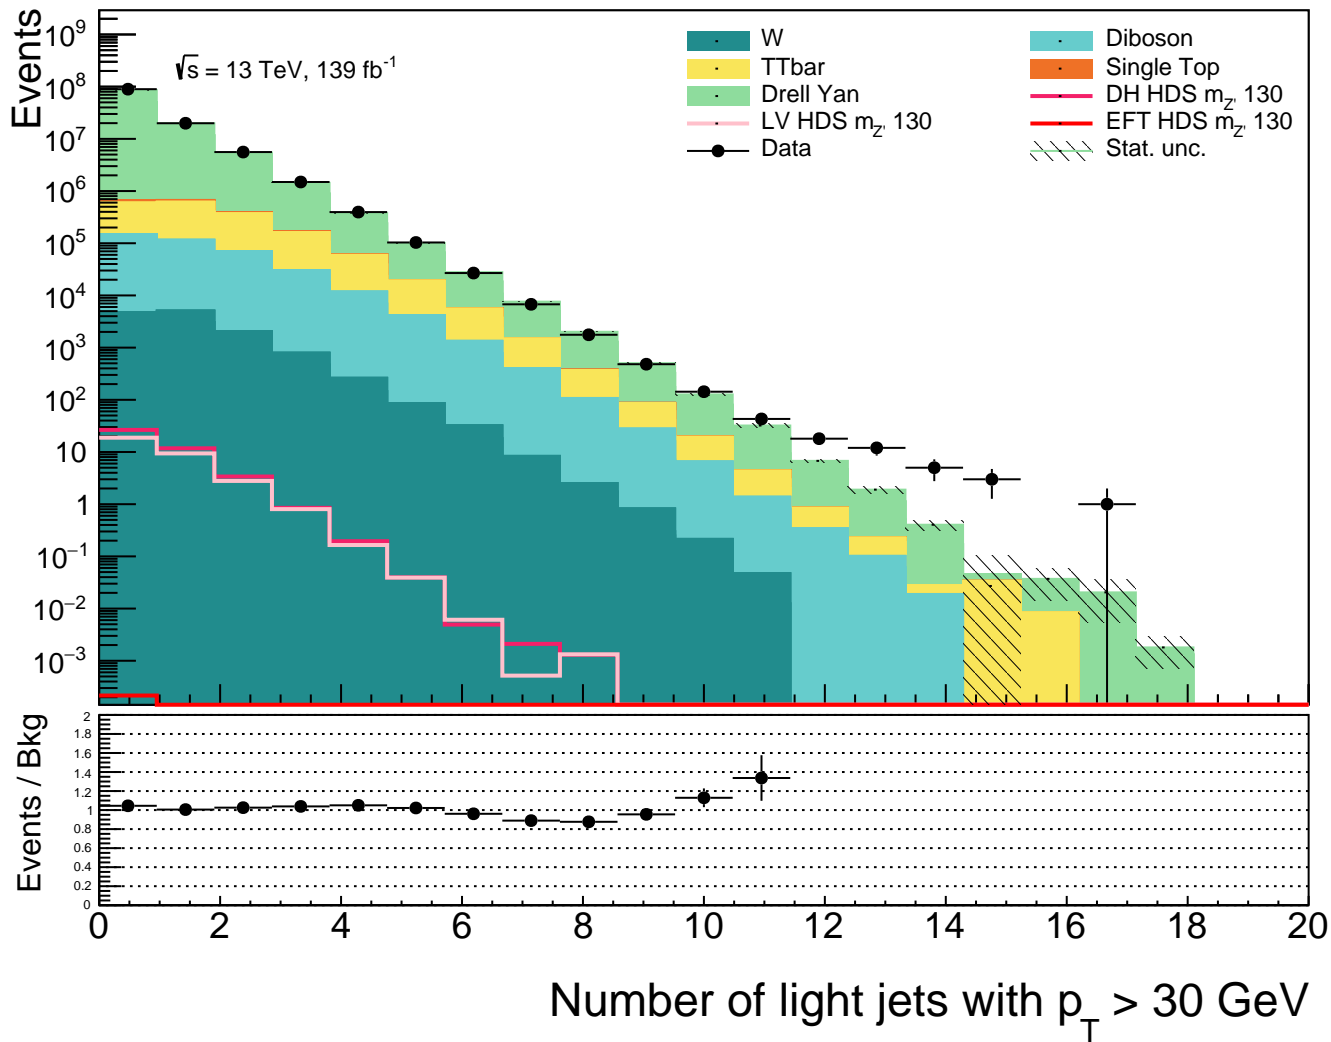 Events
√s = 13 TeV, 139 fb⁻¹
W
Diboson
TTbar
Single Top
Drell Yan
DH HDS m_Z' 130
LV HDS m_Z' 130
EFT HDS m_Z' 130
Data
Stat. unc.
10⁹
10⁸
10⁷
10⁶
10⁵
10⁴
10³
10²
10
1
10⁻¹
10⁻²
10⁻³
Events / Bkg
2
1.8
1.6
1.4
1.2
1
0.8
0.6
0.4
0.2
0
0 2 4 6 8 10 12 14 16 18 20
Number of light jets with p_T > 30 GeV